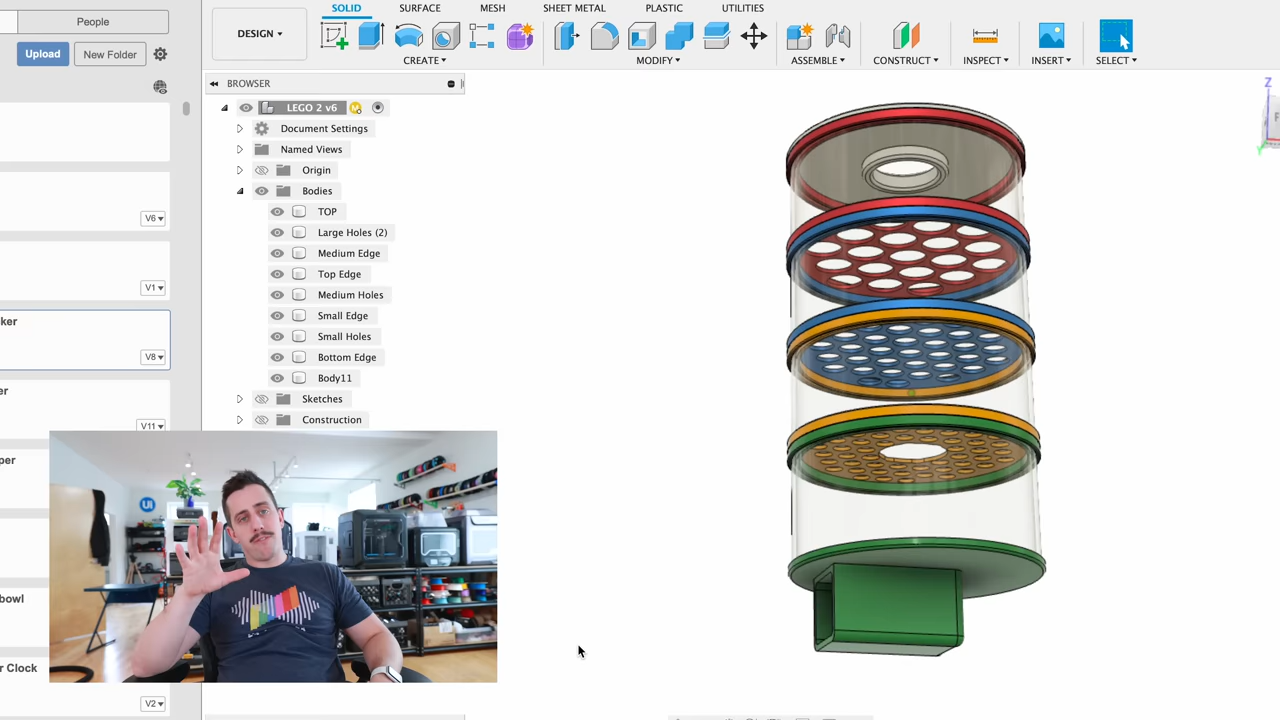 People
Upload
New Folder
V6
V1
ker
V8
er
V11
per
bowl
r Clock
V2
DESIGN
SOLID
SURFACE
MESH
SHEET METAL
PLASTIC
UTILITIES
CREATE
MODIFY
ASSEMBLE
CONSTRUCT
INSPECT
INSERT
SELECT
BROWSER
LEGO 2 v6
Document Settings
Named Views
Origin
Bodies
TOP
Large Holes (2)
Medium Edge
Top Edge
Medium Holes
Small Edge
Small Holes
Bottom Edge
Body11
Sketches
Construction
Ui
Z
F
Y